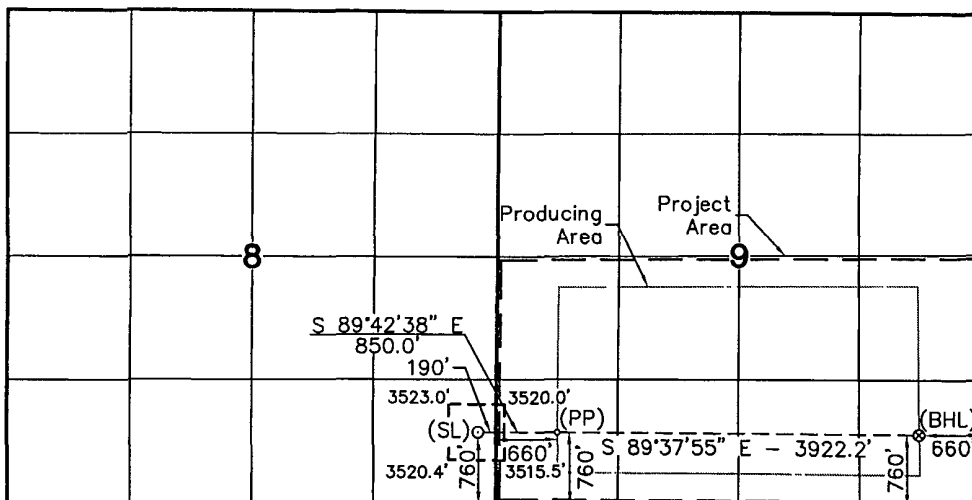 Producing
Area
Project
Area
8
9
S 89°42'38" E
850.0'
190'
3523.0'
3520.0'
(SL)
(PP)
(BHL)
S 89°37'55" E - 3922.2'
660'
660'
760'
3520.4'
3515.5'
760'
760'